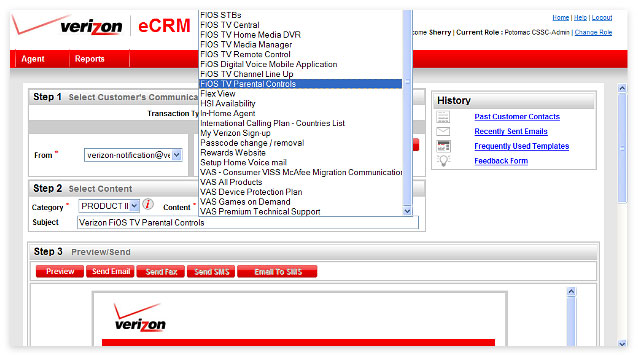 verizon
eCRM
Home | Help | Logout
ome Sherry | Current Role : Potomac CSSC-Admin | Change Role
Agent
Reports
FiOS STBs
FiOS TV Central
FiOS TV Home Media DVR
FiOS TV Media Manager
FiOS TV Remote Control
FiOS Digital Voice Mobile Application
FiOS TV Channel Line Up
FiOS TV Parental Controls
Flex View
HSI Availability
In-Home Agent
International Calling Plan - Countries List
My Verizon Sign-up
Passcode change / removal
Rewards Website
Setup Home Voice mail
VAS - Consumer VISS McAfee Migration Communication
VAS All Products
VAS Device Protection Plan
VAS Games on Demand
VAS Premium Technical Support
Step 1 Select Customer's Communica
Transaction Ty
From * verizon-notification@ve
History
Past Customer Contacts
Recently Sent Emails
Frequently Used Templates
Feedback Form
Step 2 Select Content
Category * PRODUCT II Content *
Subject Verizon FiOS TV Parental Controls
Step 3 Preview/Send
Preview Send Email Send Fax Send SMS Email To SMS
verizon